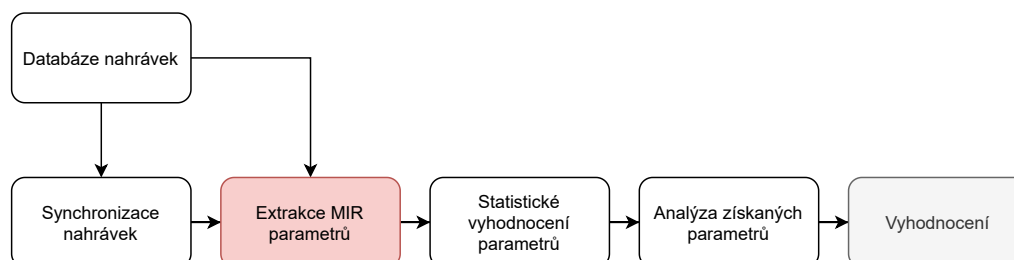 Databáze nahrávek
Synchronizace
nahrávek
Extrakce MIR
parametrů
Statistické
vyhodnocení
parametrů
Analýza získaných
parametrů
Vyhodnocení